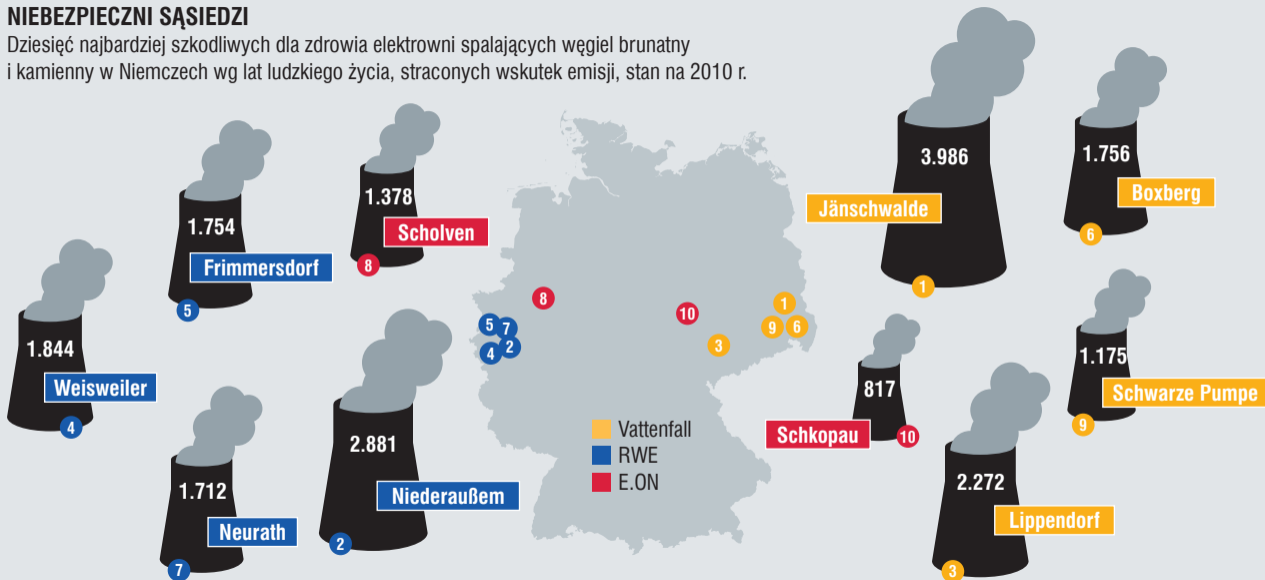 NIEBEZPIECZNI SĄSIEDZI
Dziesięć najbardziej szkodliwych dla zdrowia elektrowni spalających węgiel brunatny
i kamienny w Niemczech wg lat ludzkiego życia, straconych wskutek emisji, stan na 2010 r.
3.986
Jänschwalde
1
1.756
Boxberg
6
1.378
Scholven
8
1.754
Frimmersdorf
5
1.844
Weisweiler
4
1.712
Neurath
7
2.881
Niederaußem
2
8
5
7
4
2
10
1
9
6
3
Vattenfall
RWE
E.ON
817
Schkopau
10
1.175
Schwarze Pumpe
9
2.272
Lippendorf
3